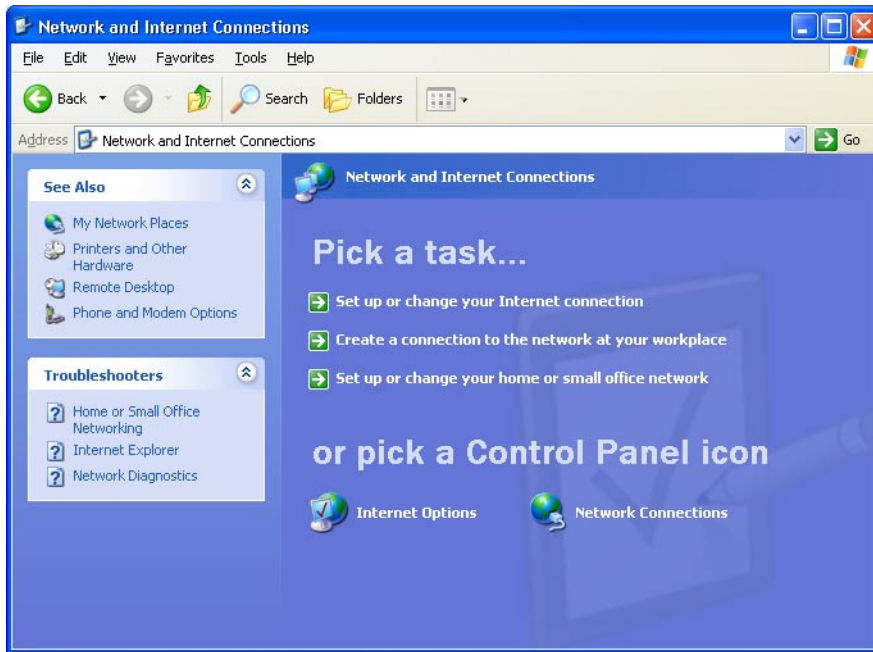 Network and Internet Connections
File Edit View Favorites Tools Help
Back Search Folders
Address Network and Internet Connections Go
See Also
My Network Places
Printers and Other
Hardware
Remote Desktop
Phone and Modem Options
Troubleshooters
Home or Small Office
Networking
Internet Explorer
Network Diagnostics
Network and Internet Connections
Pick a task...
Set up or change your Internet connection
Create a connection to the network at your workplace
Set up or change your home or small office network
or pick a Control Panel icon
Internet Options Network Connections